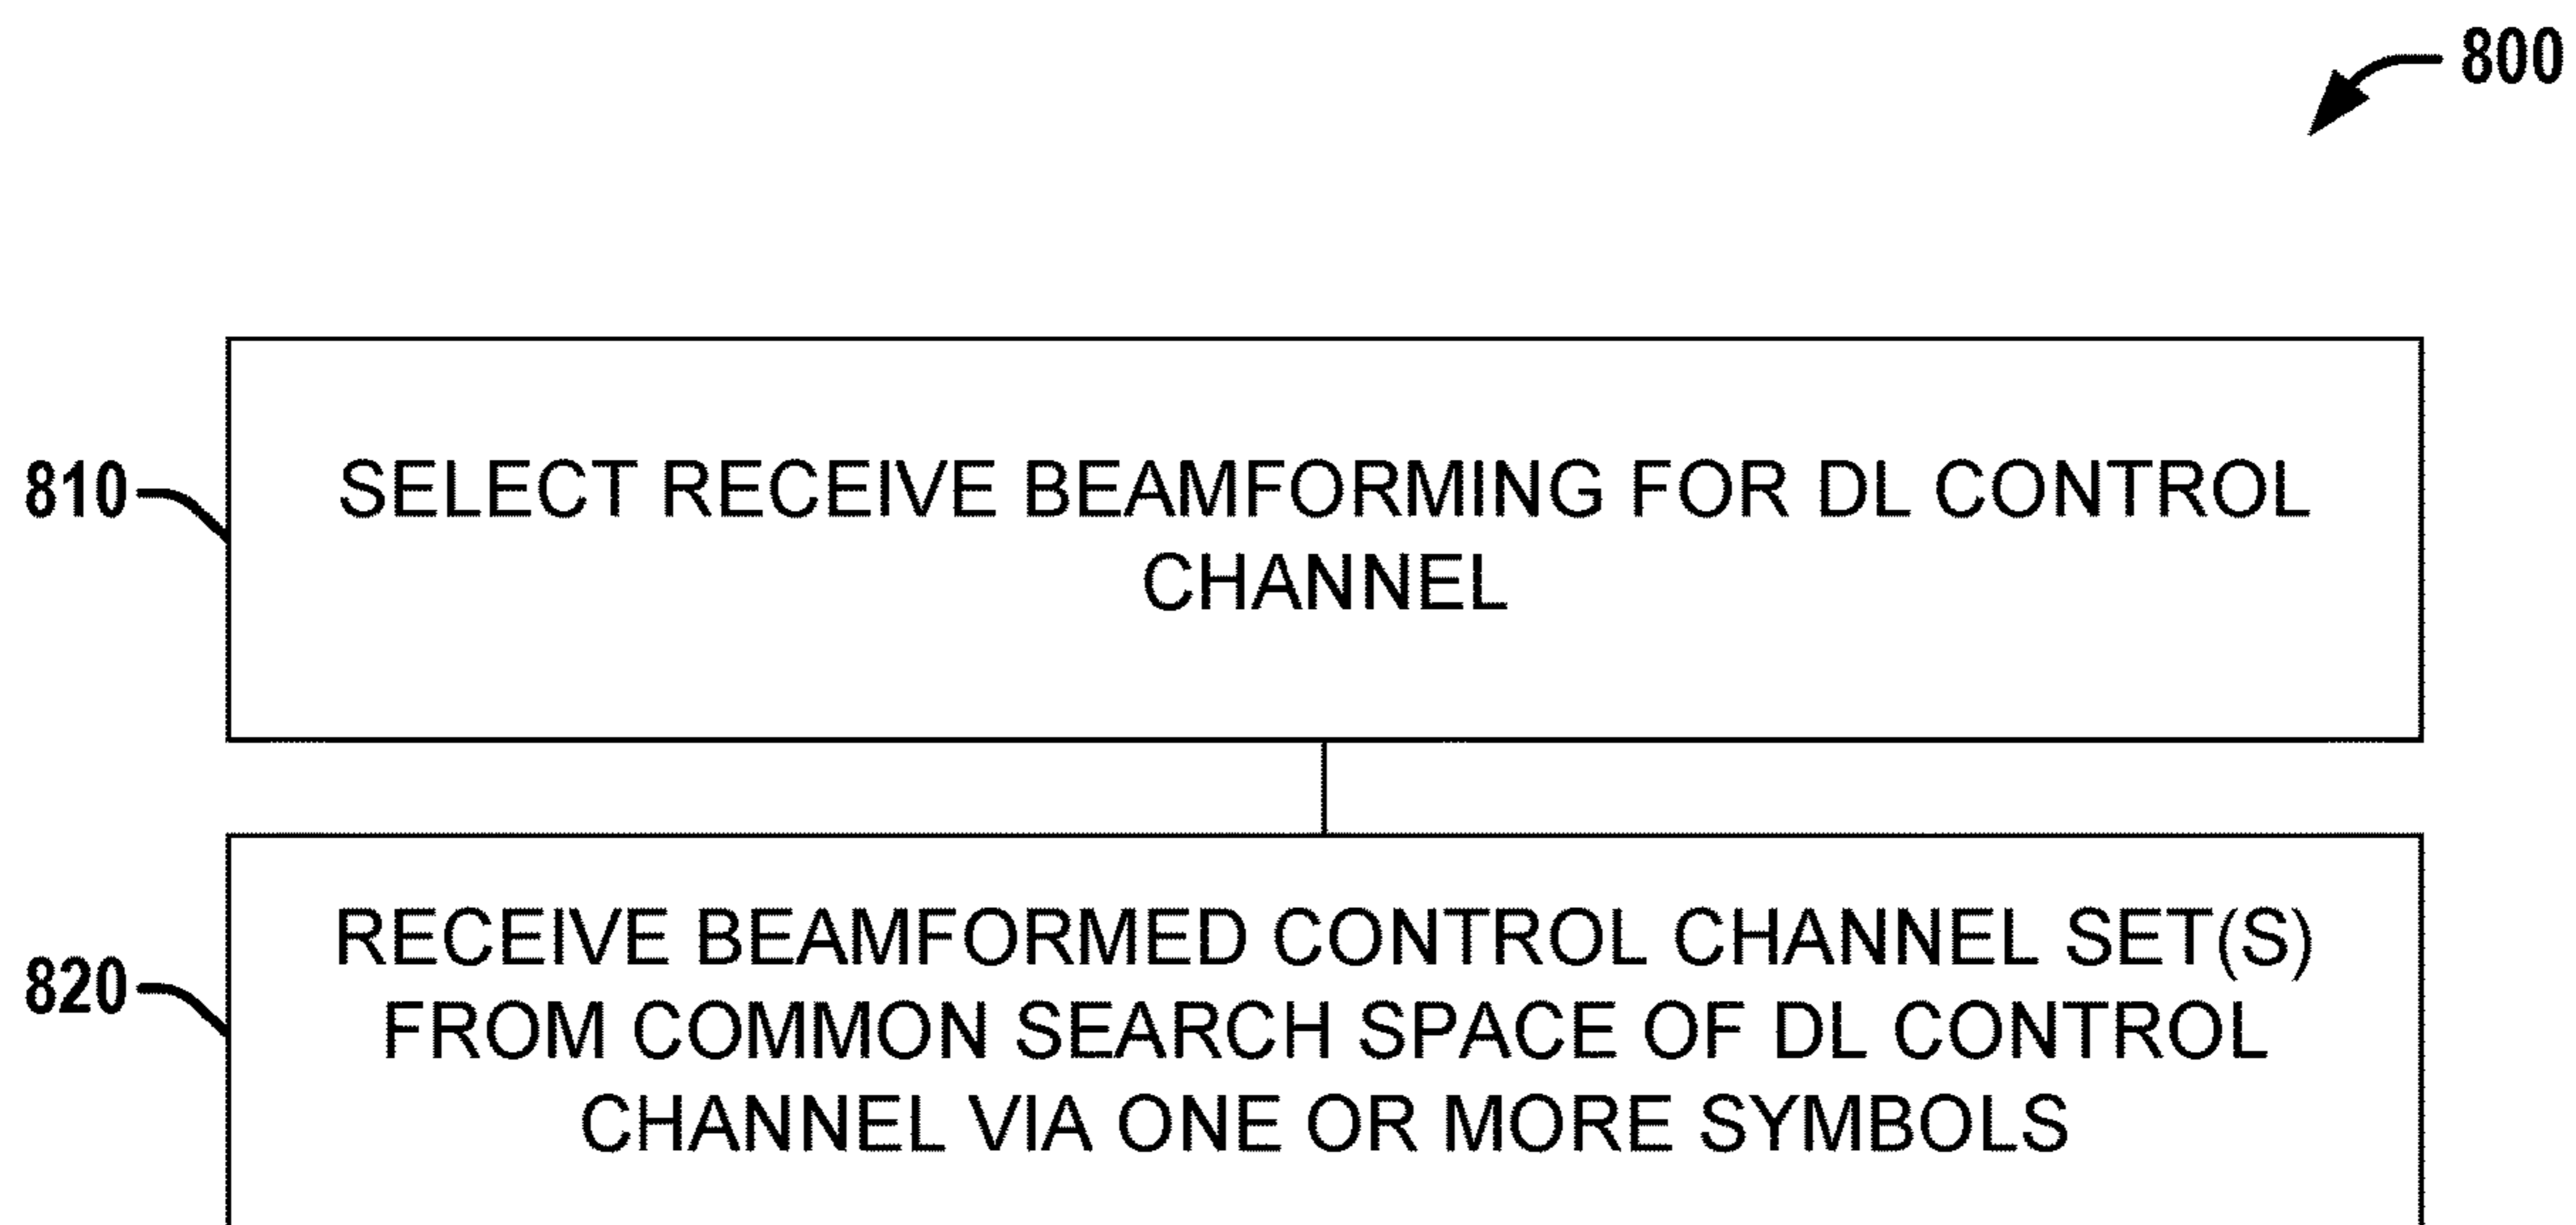 800
810
SELECT RECEIVE BEAMFORMING FOR DL CONTROL
CHANNEL
820
RECEIVE BEAMFORMED CONTROL CHANNEL SET(S)
FROM COMMON SEARCH SPACE OF DL CONTROL
CHANNEL VIA ONE OR MORE SYMBOLS